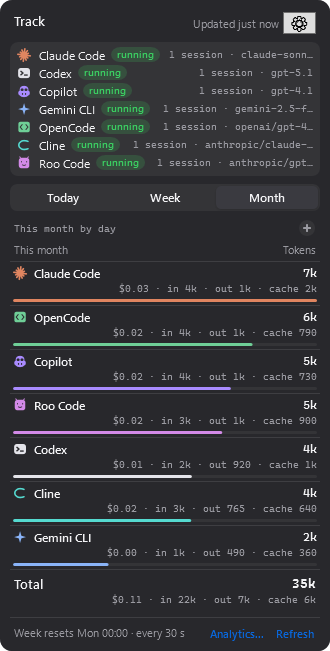 Track Updated just now
Claude Code running 1 session · claude-sonn…
Codex running 1 session · gpt-5.1
Copilot running 1 session · gpt-4.1
Gemini CLI running 1 session · gemini-2.5-f…
OpenCode running 1 session · openai/gpt-4…
Cline running 1 session · anthropic/claude-…
Roo Code running 1 session · anthropic/gpt…
Today Week Month
This month by day +
This month Tokens
Claude Code 7k
$0.03 · in 4k · out 1k · cache 2k
OpenCode 6k
$0.02 · in 4k · out 1k · cache 790
Copilot 5k
$0.02 · in 4k · out 1k · cache 730
Roo Code 5k
$0.02 · in 3k · out 1k · cache 900
Codex 4k
$0.01 · in 2k · out 920 · cache 1k
Cline 4k
$0.02 · in 3k · out 765 · cache 640
Gemini CLI 2k
$0.00 · in 1k · out 490 · cache 360
Total 35k
$0.11 · in 22k · out 7k · cache 6k
Week resets Mon 00:00 · every 30 s Analytics… Refresh